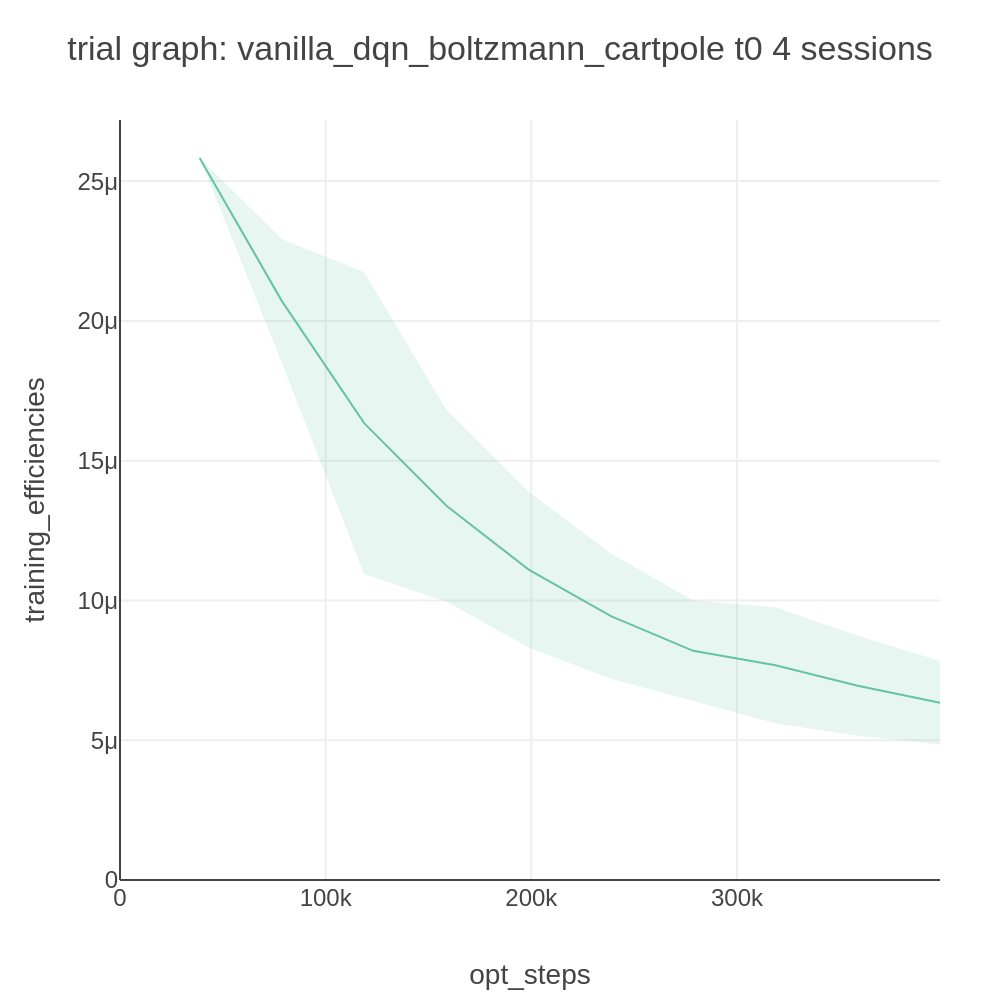 trial graph: vanilla_dqn_boltzmann_cartpole t0 4 sessions
25μ
20μ
15μ
10μ
5μ
0
training_efficiencies
0 100k 200k 300k
opt_steps